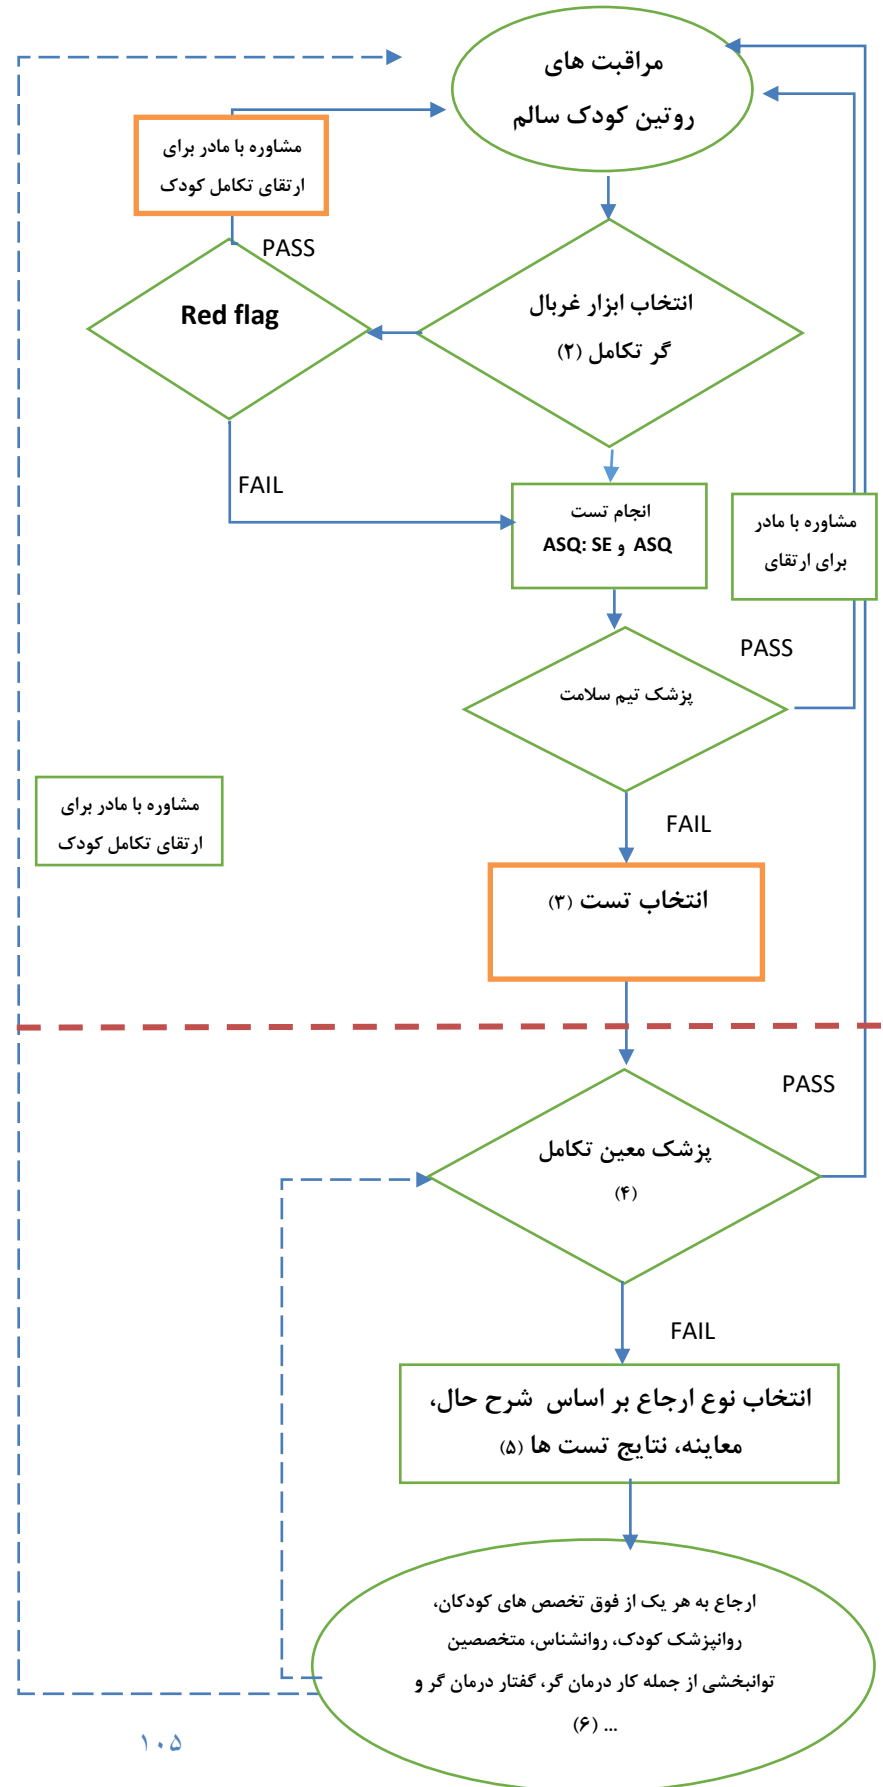 مراقبت های
روتین کودک سالم
مشاوره با مادر برای
ارتقای تکامل کودک
PASS
Red flag
انتخاب ابزار غربال
گر تکامل (۲)
FAIL
انجام تست
ASQ و ASQ: SE
مشاوره با مادر
برای ارتقای
PASS
پزشک تیم سلامت
مشاوره با مادر برای
ارتقای تکامل کودک
FAIL
انتخاب تست (۳)
PASS
پزشک معین تکامل
(۴)
FAIL
انتخاب نوع ارجاع بر اساس شرح حال،
معاینه، نتایج تست ها (۵)
ارجاع به هر یک از فوق تخصص های کودکان،
روانپزشک کودک، روانشناس، متخصصین
توانبخشی از جمله کار درمان گر، گفتار درمان گر و
... (۶)
۱۰۵